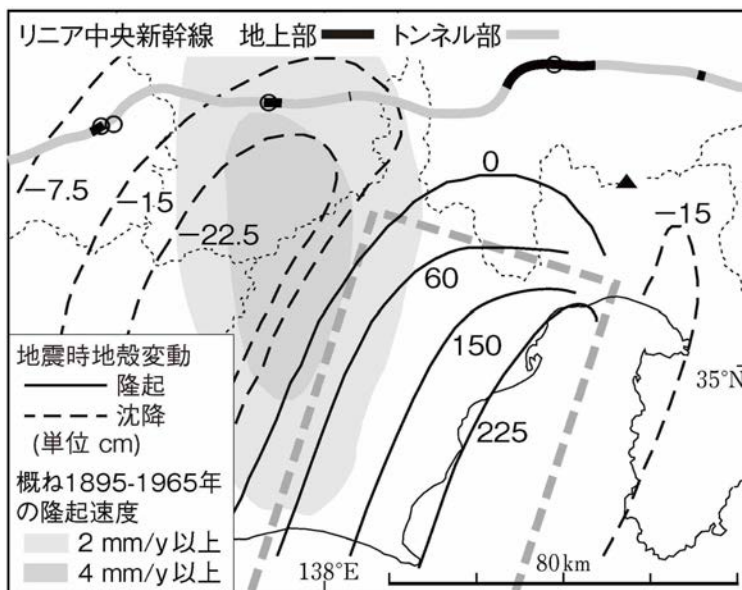 リニア中央新幹線 地上部 トンネル部
0
−7.5
−15
−15
−22.5
60
150
35°N
225
地震時地殻変動
隆起
沈降
(単位 cm)
概ね1895-1965年
の隆起速度
2 mm/y 以上
4 mm/y 以上
138°E
80km